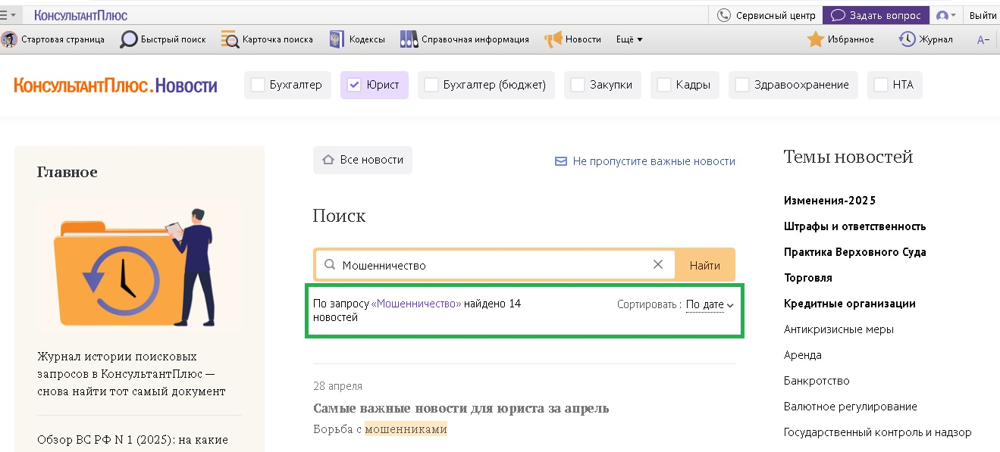 КонсультантПлюс
Сервисный центр
Задать вопрос
Выйти
Стартовая страница
Быстрый поиск
Карточка поиска
Кодексы
Справочная информация
Новости
Ещё
Избранное
Журнал
А−
КонсультантПлюс.Новости
Бухгалтер
Юрист
Бухгалтер (бюджет)
Закупки
Кадры
Здравоохранение
НТА
Главное
Журнал истории поисковых
запросов в КонсультантПлюс —
снова найти тот самый документ
Обзор ВС РФ N 1 (2025): на какие
Все новости
Не пропустите важные новости
Поиск
Мошенничество
Найти
По запросу «Мошенничество» найдено 14
новостей
Сортировать : По дате
28 апреля
Самые важные новости для юриста за апрель
Борьба с мошенниками
Темы новостей
Изменения-2025
Штрафы и ответственность
Практика Верховного Суда
Торговля
Кредитные организации
Антикризисные меры
Аренда
Банкротство
Валютное регулирование
Государственный контроль и надзор